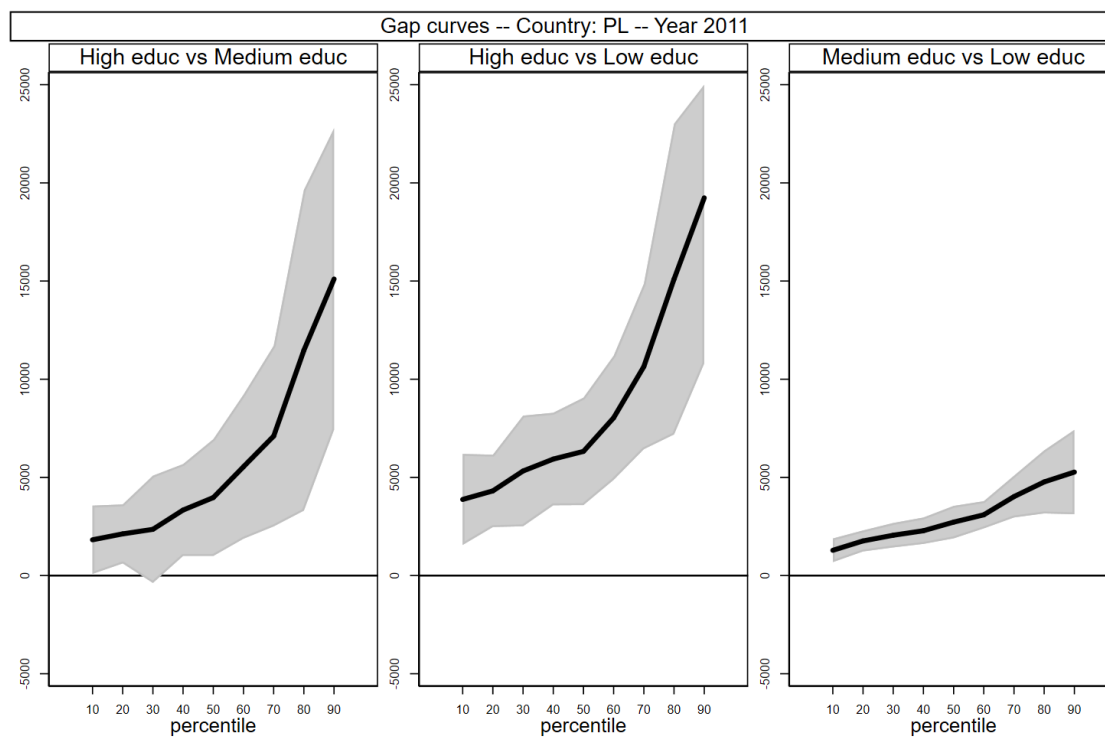 Gap curves -- Country: PL -- Year 2011
High educ vs Medium educ
25000
20000
15000
10000
5000
0
-5000
10 20 30 40 50 60 70 80 90
percentile
High educ vs Low educ
25000
20000
15000
10000
5000
0
-5000
10 20 30 40 50 60 70 80 90
percentile
Medium educ vs Low educ
25000
20000
15000
10000
5000
0
-5000
10 20 30 40 50 60 70 80 90
percentile